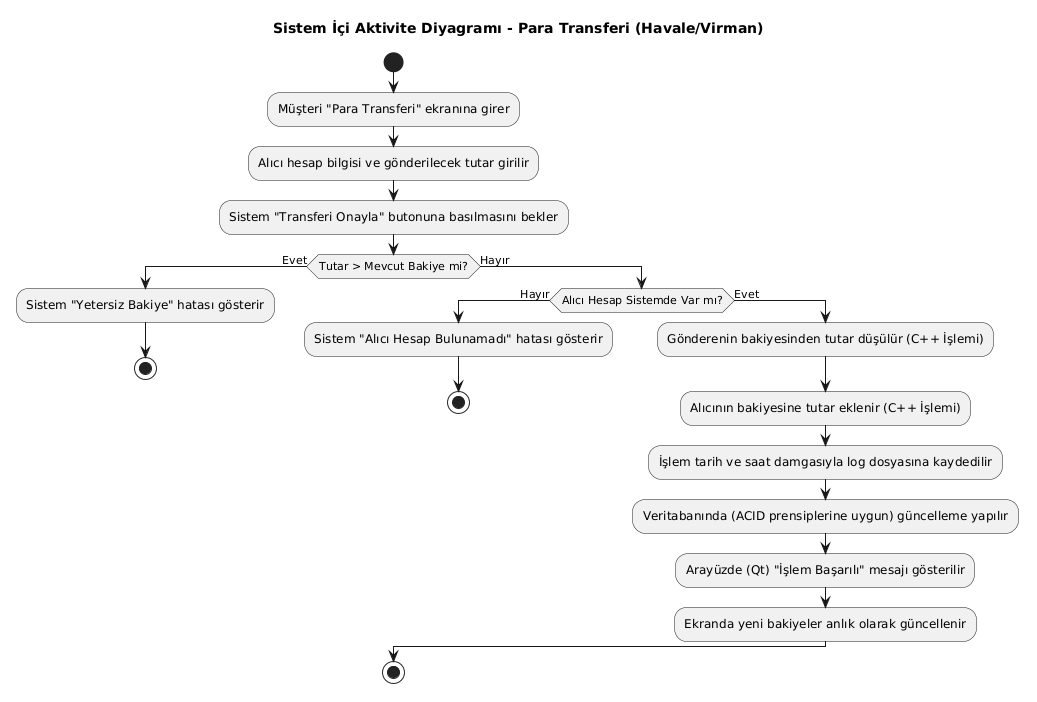 Sistem İçi Aktivite Diyagramı - Para Transferi (Havale/Virman)
Müşteri "Para Transferi" ekranına girer
Alıcı hesap bilgisi ve gönderilecek tutar girilir
Sistem "Transferi Onayla" butonuna basılmasını bekler
Evet
Tutar > Mevcut Bakiye mi?
Hayır
Sistem "Yetersiz Bakiye" hatası gösterir
Hayır
Alıcı Hesap Sistemde Var mı?
Evet
Sistem "Alıcı Hesap Bulunamadı" hatası gösterir
Gönderenin bakiyesinden tutar düşülür (C++ İşlemi)
Alıcının bakiyesine tutar eklenir (C++ İşlemi)
İşlem tarih ve saat damgasıyla log dosyasına kaydedilir
Veritabanında (ACID prensiplerine uygun) güncelleme yapılır
Arayüzde (Qt) "İşlem Başarılı" mesajı gösterilir
Ekranda yeni bakiyeler anlık olarak güncellenir